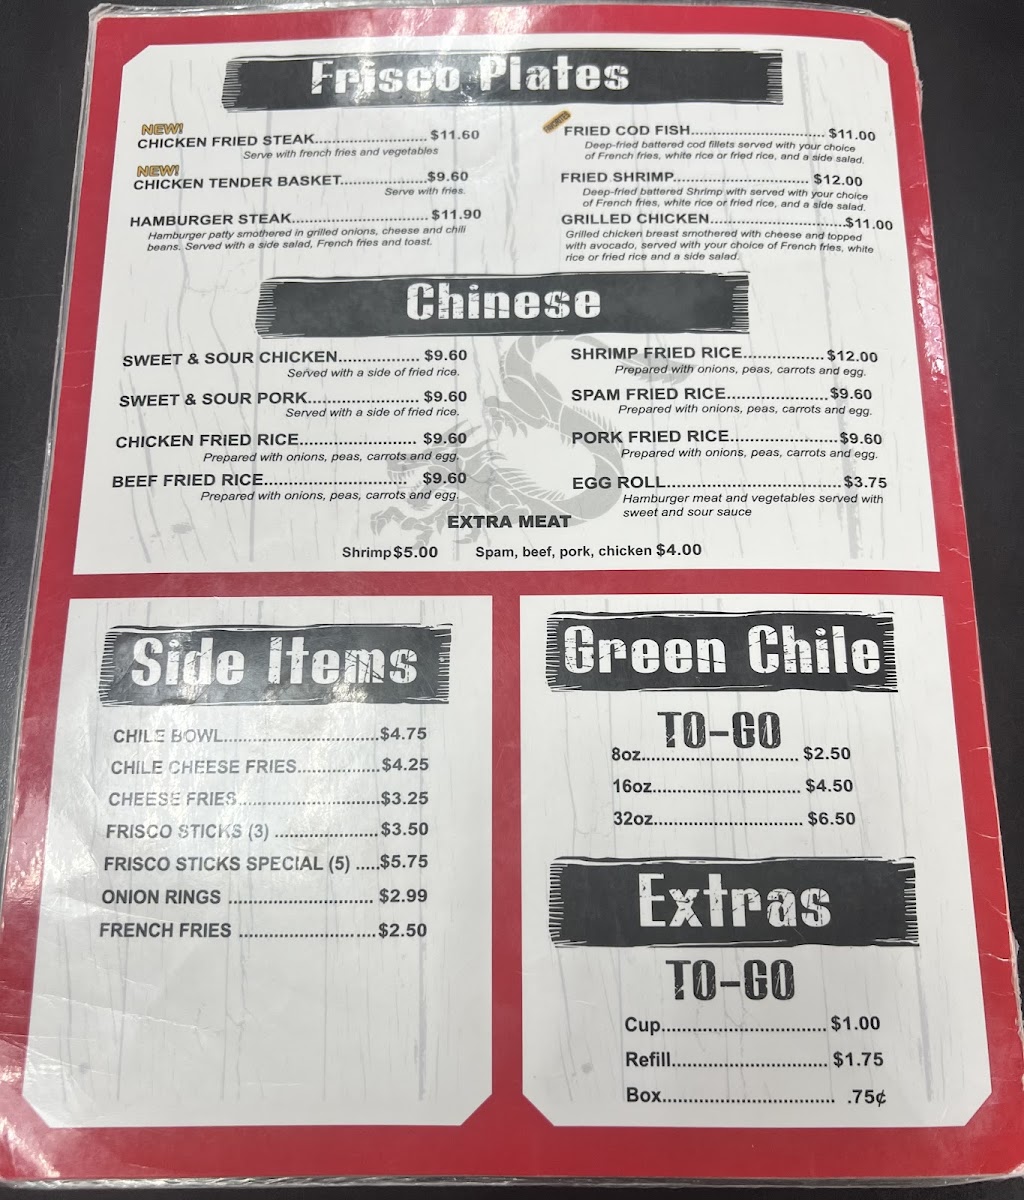 Frisco Plates
NEW!
CHICKEN FRIED STEAK............................ $11.60
Serve with french fries and vegetables
NEW!
CHICKEN TENDER BASKET.....................$9.60
Serve with fries.
HAMBURGER STEAK..................................$11.90
Hamburger patty smothered in grilled onions, cheese and chili
beans. Served with a side salad, French fries and toast.
FAVORITE
FRIED COD FISH................................. $11.00
Deep-fried battered cod fillets served with your choice
of French fries, white rice or fried rice, and a side salad.
FRIED SHRIMP................................. $12.00
Deep-fried battered Shrimp with served with your choice
of French fries, white rice or fried rice, and a side salad.
GRILLED CHICKEN.................................$11.00
Grilled chicken breast smothered with cheese and topped
with avocado, served with your choice of French fries, white
rice or fried rice and a side salad.
Chinese
SWEET & SOUR CHICKEN................. $9.60
Served with a side of fried rice.
SWEET & SOUR PORK....................... $9.60
Served with a side of fried rice.
CHICKEN FRIED RICE........................ $9.60
Prepared with onions, peas, carrots and egg.
BEEF FRIED RICE.............................. $9.60
Prepared with onions, peas, carrots and egg.
SHRIMP FRIED RICE.................$12.00
Prepared with onions, peas, carrots and egg.
SPAM FRIED RICE.....................$9.60
Prepared with onions, peas, carrots and egg.
PORK FRIED RICE......................$9.60
Prepared with onions, peas, carrots and egg.
EGG ROLL....................................$3.75
Hamburger meat and vegetables served with
sweet and sour sauce
EXTRA MEAT
Shrimp $5.00 Spam, beef, pork, chicken $4.00
Side Items
CHILE BOWL.................................$4.75
CHILE CHEESE FRIES.................$4.25
CHEESE FRIES.............................$3.25
FRISCO STICKS (3) .....................$3.50
FRISCO STICKS SPECIAL (5) .....$5.75
ONION RINGS ............................. $2.99
FRENCH FRIES ............................$2.50
Green Chile
TO-GO
8oz................................ $2.50
16oz.............................. $4.50
32oz.............................. $6.50
Extras
TO-GO
Cup................................ $1.00
Refill.............................. $1.75
Box.................................. .75¢